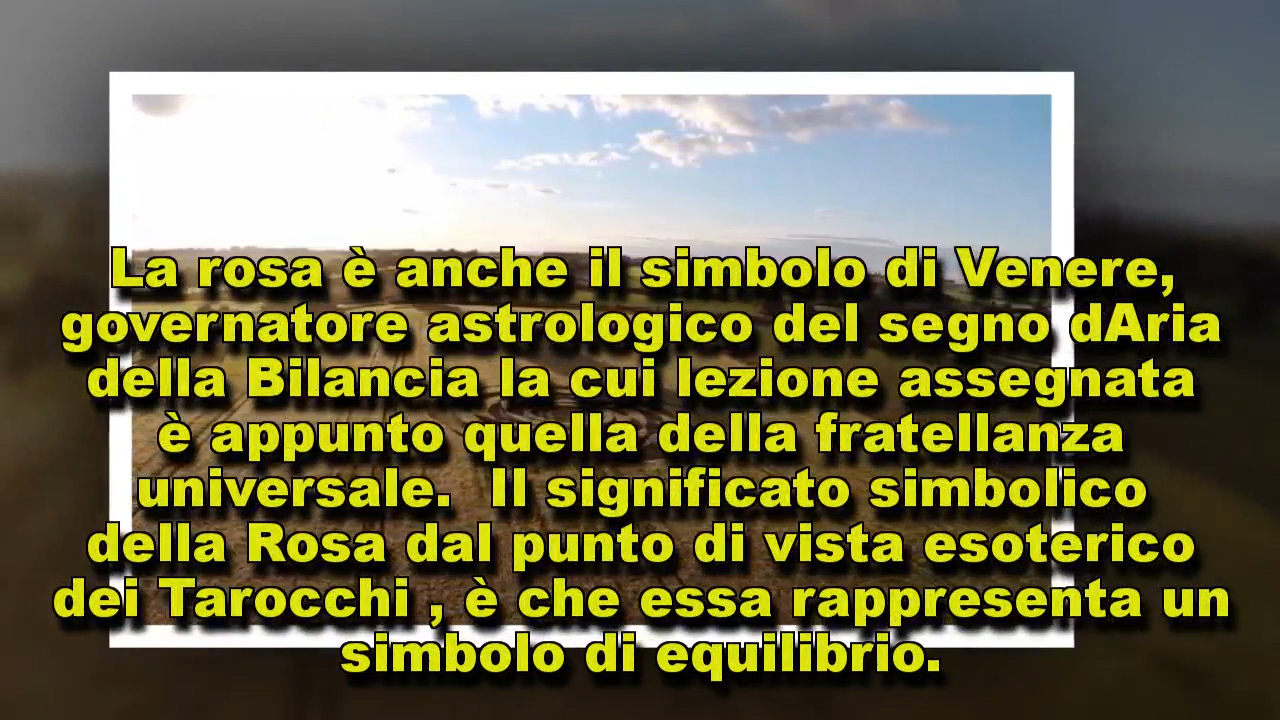 La rosa è anche il simbolo di Venere,
governatore astrologico del segno dAria
della Bilancia la cui lezione assegnata
è appunto quella della fratellanza
universale.  Il significato simbolico
della Rosa dal punto di vista esoterico
dei Tarocchi , è che essa rappresenta un
simbolo di equilibrio.